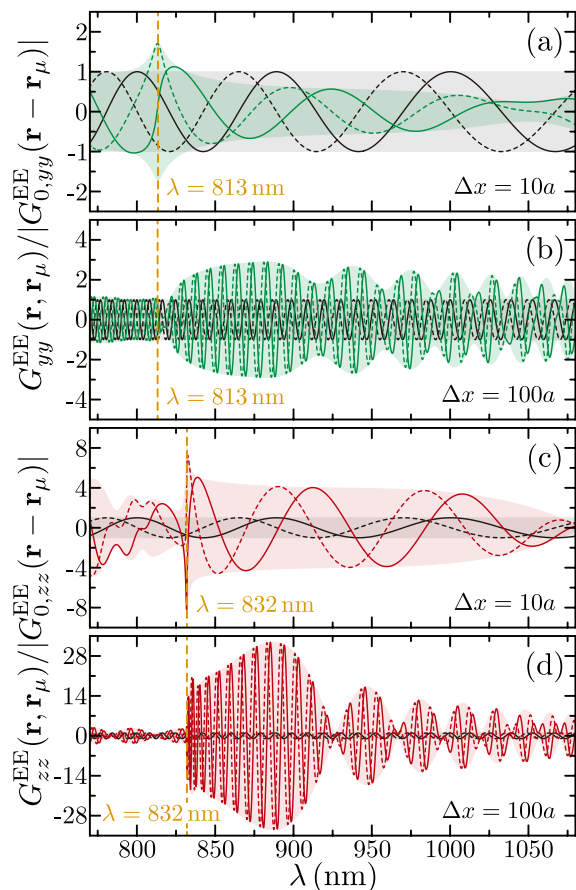 (a)
2
1
0
-1
-2
λ = 813 nm
Δx = 10a
G^EE_yy(r, r_μ)/|G^EE_0,yy(r − r_μ)|
(b)
4
2
0
-2
-4
λ = 813 nm
Δx = 100a
(c)
8
4
0
-4
-8
λ = 832 nm
Δx = 10a
G^EE_zz(r, r_μ)/|G^EE_0,zz(r − r_μ)|
(d)
28
14
0
-14
-28
λ = 832 nm
Δx = 100a
800 850 900 950 1000 1050
λ (nm)